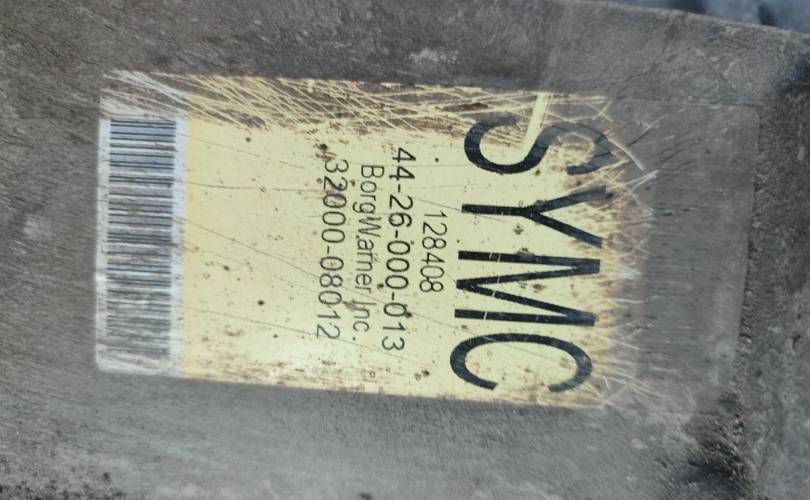 SYMC
128408
44-26-000-013
BorgWarner Inc.
32000-08012